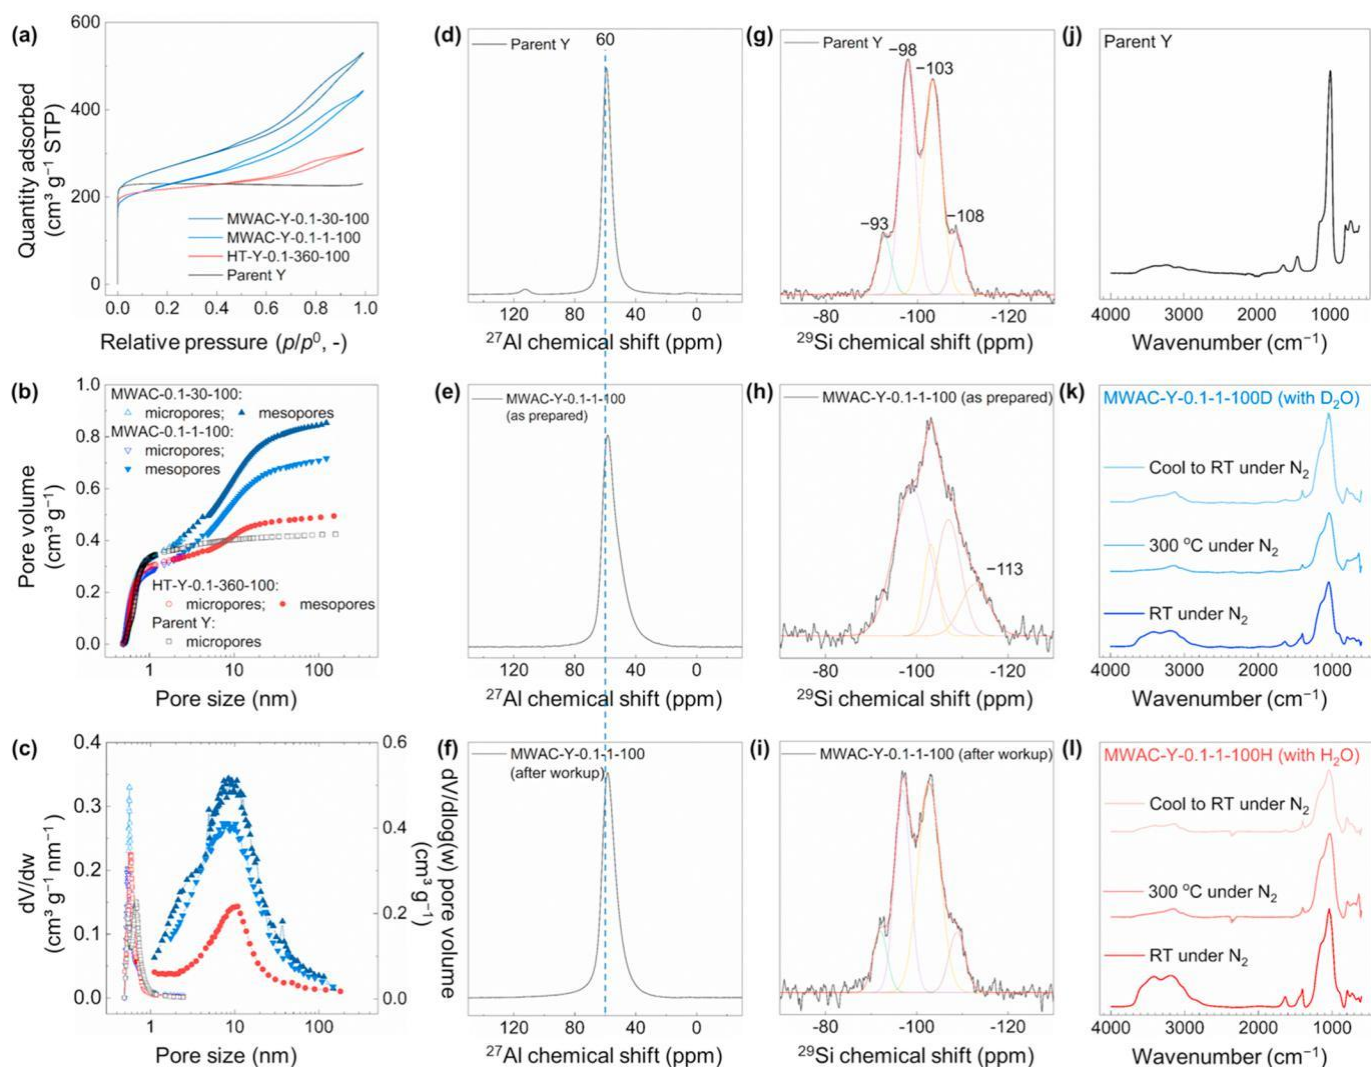 (a)
600
400
200
0
Quantity adsorbed
(cm³ g⁻¹ STP)
MWAC-Y-0.1-30-100
MWAC-Y-0.1-1-100
HT-Y-0.1-360-100
Parent Y
0.0 0.2 0.4 0.6 0.8 1.0
Relative pressure (p/p⁰, -)
(d)
Parent Y
60
120 80 40 0
²⁷Al chemical shift (ppm)
(g)
Parent Y
−98
−103
−93
−108
-80 -100 -120
²⁹Si chemical shift (ppm)
(j)
Parent Y
4000 3000 2000 1000
Wavenumber (cm⁻¹)
(b)
1.0
0.8
0.6
0.4
0.2
0.0
Pore volume
(cm³ g⁻¹)
MWAC-0.1-30-100:
micropores; mesopores
MWAC-0.1-1-100:
micropores;
mesopores
HT-Y-0.1-360-100:
micropores; mesopores
Parent Y:
micropores
1 10 100
Pore size (nm)
(e)
MWAC-Y-0.1-1-100
(as prepared)
120 80 40 0
²⁷Al chemical shift (ppm)
(h)
MWAC-Y-0.1-1-100 (as prepared)
−113
-80 -100 -120
²⁹Si chemical shift (ppm)
(k)
MWAC-Y-0.1-1-100D (with D₂O)
Cool to RT under N₂
300 °C under N₂
RT under N₂
4000 3000 2000 1000
Wavenumber (cm⁻¹)
(c)
0.4
0.3
0.2
0.1
0.0
dV/dw
(cm³ g⁻¹ nm⁻¹)
0.6
0.4
0.2
0.0
dV/dlog(w) pore volume
(cm³ g⁻¹)
1 10 100
Pore size (nm)
(f)
MWAC-Y-0.1-1-100
(after workup)
120 80 40 0
²⁷Al chemical shift (ppm)
(i)
MWAC-Y-0.1-1-100 (after workup)
-80 -100 -120
²⁹Si chemical shift (ppm)
(l)
MWAC-Y-0.1-1-100H (with H₂O)
Cool to RT under N₂
300 °C under N₂
RT under N₂
4000 3000 2000 1000
Wavenumber (cm⁻¹)